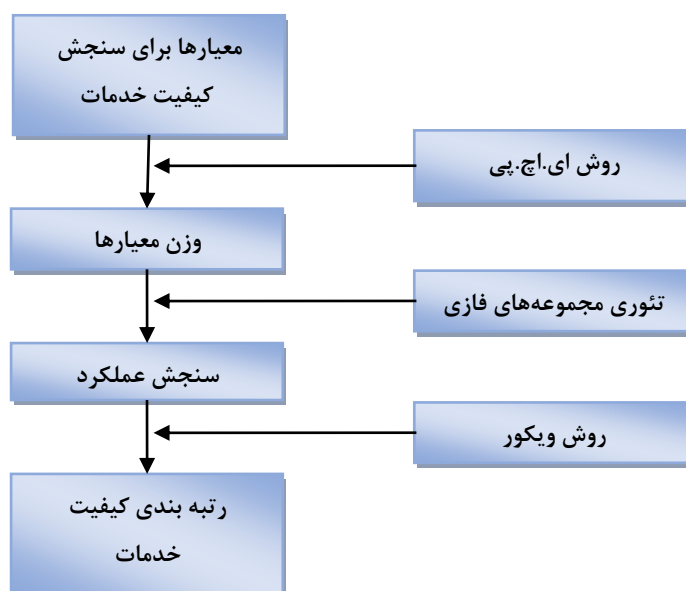 معیارها برای سنجش
کیفیت خدمات
روش ای.اچ.پی
وزن معیارها
تئوری مجموعه‌های فازی
سنجش عملکرد
روش ویکور
رتبه بندی کیفیت
خدمات